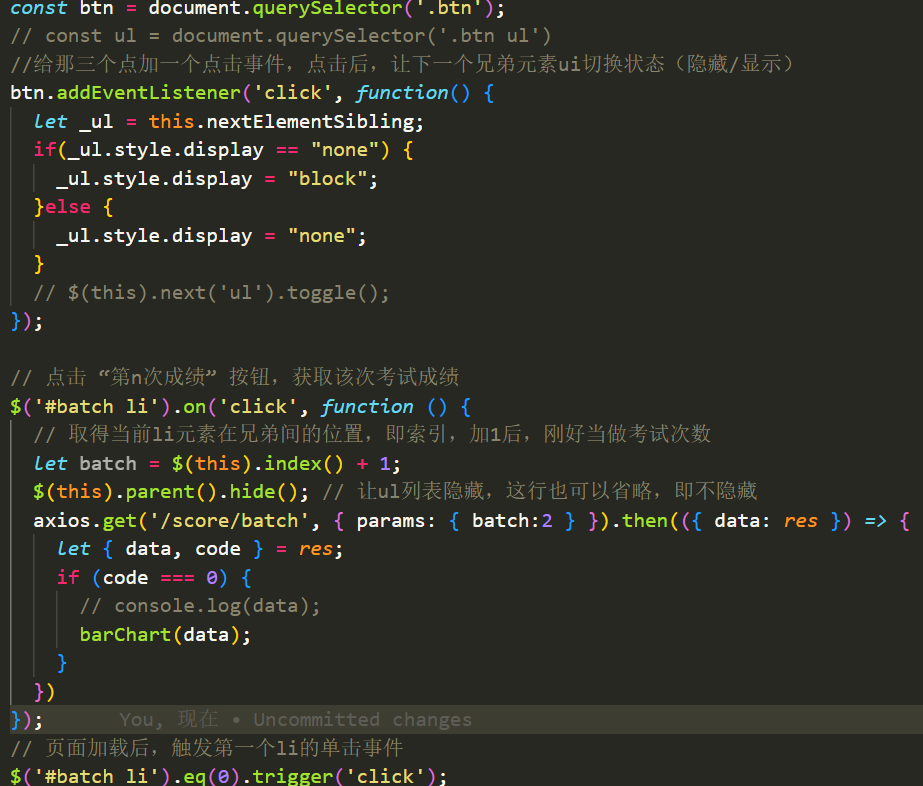 const btn = document.querySelector('.btn');
// const ul = document.querySelector('.btn ul')
//给那三个点加一个点击事件，点击后，让下一个兄弟元素ui切换状态（隐藏/显示）
btn.addEventListener('click', function() {
  let _ul = this.nextElementSibling;
  if(_ul.style.display == "none") {
    _ul.style.display = "block";
  }else {
    _ul.style.display = "none";
  }
  // $(this).next('ul').toggle();
});
// 点击 “第n次成绩” 按钮，获取该次考试成绩
$('#batch li').on('click', function () {
  // 取得当前li元素在兄弟间的位置，即索引，加1后，刚好当做考试次数
  let batch = $(this).index() + 1;
  $(this).parent().hide(); // 让ul列表隐藏，这行也可以省略，即不隐藏
  axios.get('/score/batch', { params: { batch:2 } }).then(({ data: res }) => {
    let { data, code } = res;
    if (code === 0) {
      // console.log(data);
      barChart(data);
    }
  })
});      You, 现在 • Uncommitted changes
// 页面加载后，触发第一个li的单击事件
$('#batch li').eq(0).trigger('click');